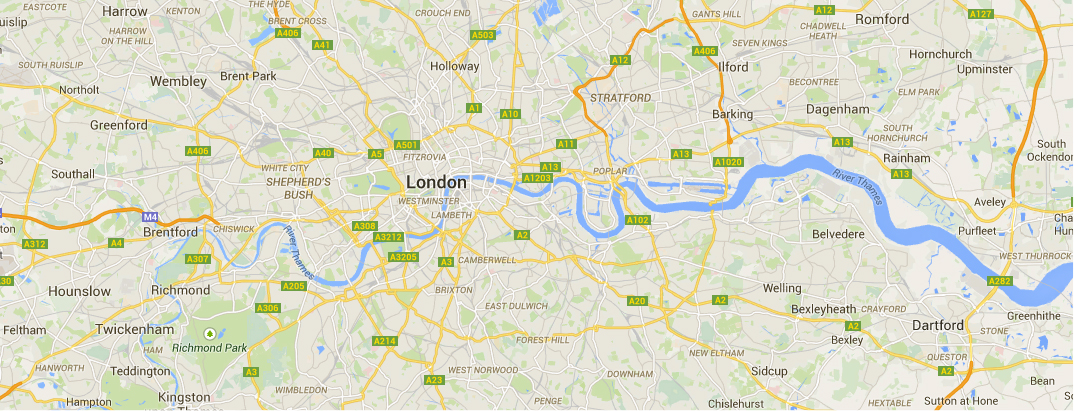 EASTCOTE
Harrow
KENTON
THE HYDE
CROUCH END
GANTS HILL
A12
A127
uislip
HARROW
ON THE HILL
BRENT CROSS
A406
A41
A503
A406
CHADWELL
HEATH
Romford
SEVEN KINGS
Hornchurch
SOUTH RUISLIP
Wembley
Brent Park
Holloway
A12
Ilford
Upminster
Northolt
BECONTREE
ELM PARK
STRATFORD
Greenford
A1
A10
Barking
Dagenham
SOUTH
HORNCHURCH
A406
A40
A5
A501
A11
A13
A13
South
Ockendon
FITZROVIA
Rainham
WHITE CITY
A13
A1020
A13
Southall
SHEPHERD'S
BUSH
London
A1203
POPLAR
River Thames
WESTMINSTER
Aveley
M4
LAMBETH
A102
Brentford
CHISWICK
A308
A3212
A2
Belvedere
Purfleet
A312
A4
River Thames
A307
A3205
A3
CAMBERWELL
WEST THURROCK
Hounslow
Richmond
A205
BRIXTON
A282
Welling
A306
EAST DULWICH
A20
A2
Bexleyheath
CRAYFORD
Greenhithe
Feltham
Twickenham
A2
Dartford
STONE
HAM
Richmond Park
A214
FOREST HILL
Bexley
NEW ELTHAM
QUESTOR
HANWORTH
Teddington
A3
WEST NORWOOD
DOWNHAM
Sidcup
A2
A23
Bean
WIMBLEDON
Hampton
Kingston
PENGE
Chislehurst
HEXTABLE
Sutton at Hone